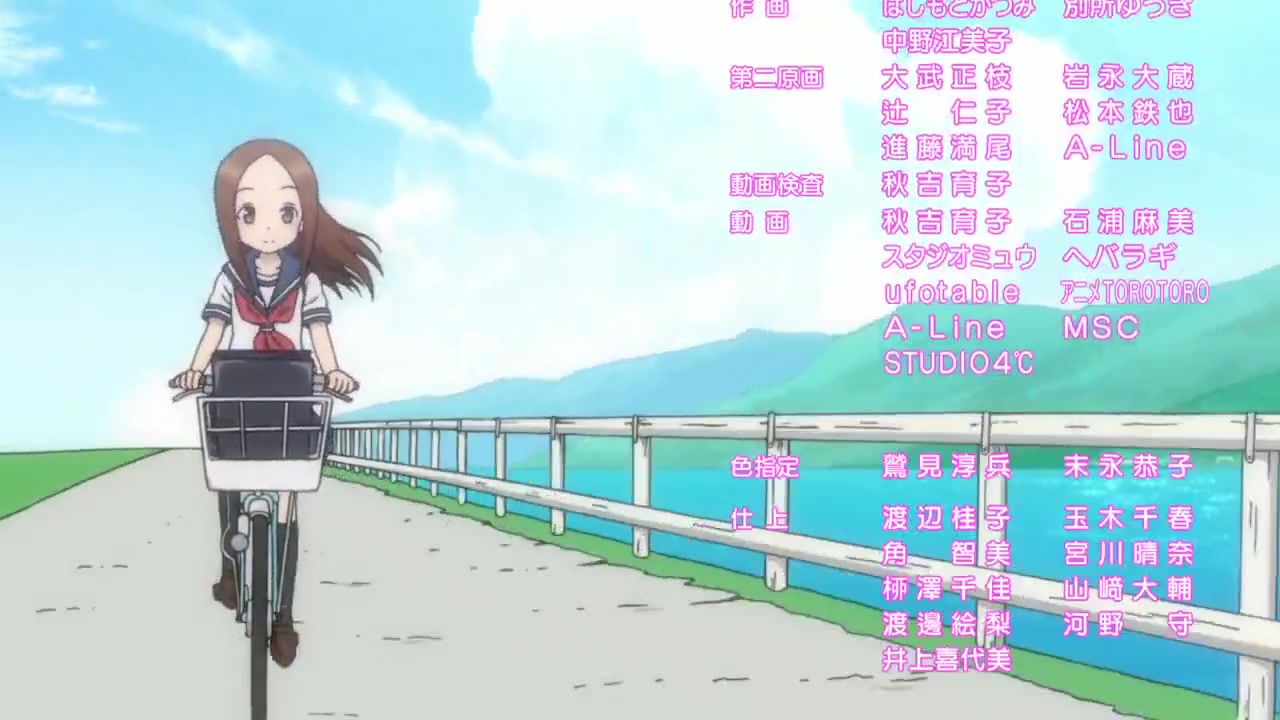 作画 はしもとかつみ 別所ゆうき
中野江美子
第二原画 大武正枝 岩永大蔵
辻 仁子 松本鉄也
進藤満尾 A-Line
動画検査 秋吉育子
動画 秋吉育子 石浦麻美
スタジオミュウ ヘバラギ
ufotable アニメTOROTORO
A-Line MSC
STUDIO4℃
色指定 鷲見淳兵 末永恭子
仕上 渡辺桂子 玉木千春
角 智美 宮川晴奈
栁澤千佳 山﨑大輔
渡邊絵梨 河野 守
井上喜代美